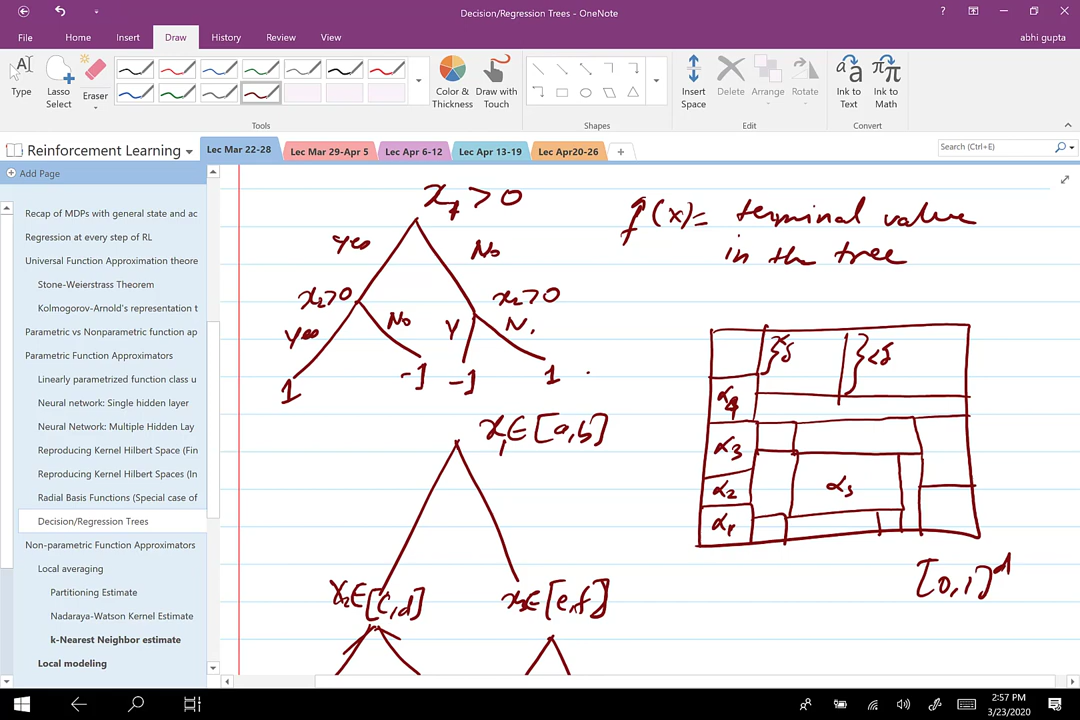 Decision/Regression Trees - OneNote
?
File Home Insert Draw History Review View
abhi gupta
Type Lasso Select Eraser
Color & Thickness Draw with Touch
Insert Space Delete Arrange Rotate
Ink to Text Ink to Math
Tools Shapes Edit Convert
Reinforcement Learning
Lec Mar 22-28 Lec Mar 29-Apr 5 Lec Apr 6-12 Lec Apr 13-19 Lec Apr20-26 +
Search (Ctrl+E)
Add Page
Recap of MDPs with general state and ac
Regression at every step of RL
Universal Function Approximation theore
Stone-Weierstrass Theorem
Kolmogorov-Arnold's representation t
Parametric vs Nonparametric function ap
Parametric Function Approximators
Linearly parametrized function class u
Neural network: Single hidden layer
Neural Network: Multiple Hidden Lay
Reproducing Kernel Hilbert Space (Fin
Reproducing Kernel Hilbert Spaces (In
Radial Basis Functions (Special case of
Decision/Regression Trees
Non-parametric Function Approximators
Local averaging
Partitioning Estimate
Nadaraya-Watson Kernel Estimate
k-Nearest Neighbor estimate
Local modeling
> 0
Yes No
x₂>0 x₂>0
Yes No Y N.
1 -1 -1 1
x₁∈[a,b]
x₂∈[c,d] x₃∈[e,f]
f(x)= terminal value
in the tree
}δ }<δ
α₄
α₃
α₂ α₅
α₁
[0,1]ᵈ
2:57 PM
3/23/2020